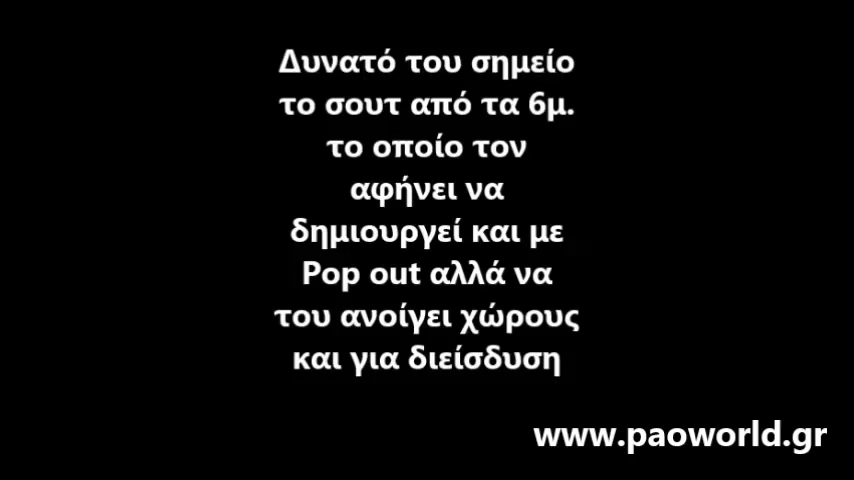 Δυνατό του σημείο
το σουτ από τα 6μ.
το οποίο τον
αφήνει να
δημιουργεί και με
Pop out αλλά να
του ανοίγει χώρους
και για διείσδυση
www.paoworld.gr